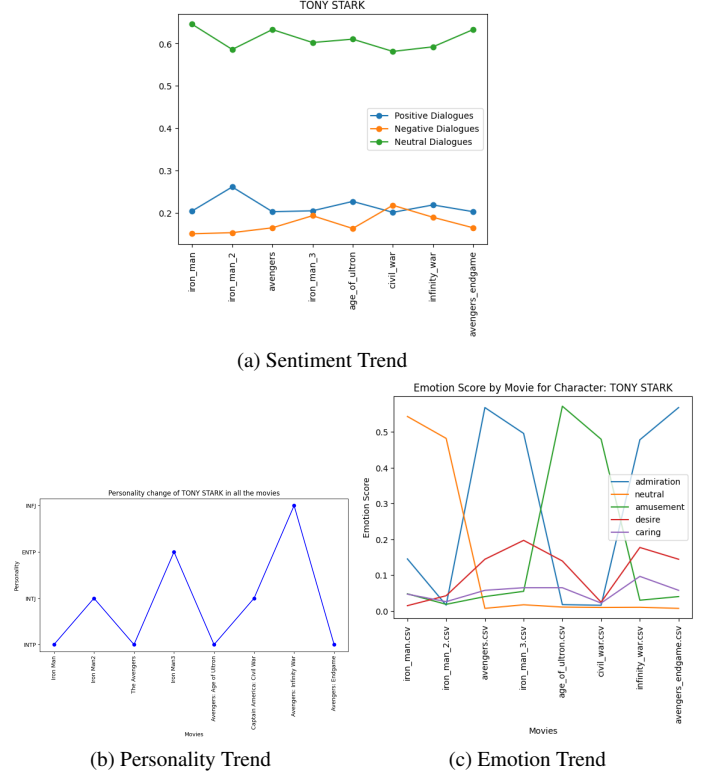 TONY STARK
0.6
0.5
0.4
0.3
0.2
Positive Dialogues
Negative Dialogues
Neutral Dialogues
iron_man
iron_man_2
avengers
iron_man_3
age_of_ultron
civil_war
infinity_war
avengers_endgame
(a) Sentiment Trend
Personality change of TONY STARK in all the movies
Personality
INFJ
ENTP
INTJ
INTP
Iron Man
Iron Man2
The Avengers
Iron Man3
Avengers: Age of Ultron
Captain America: Civil War
Avengers: Infinity War
Avengers: Endgame
Movies
(b) Personality Trend
Emotion Score by Movie for Character: TONY STARK
Emotion Score
0.5
0.4
0.3
0.2
0.1
0.0
admiration
neutral
amusement
desire
caring
iron_man.csv
iron_man_2.csv
avengers.csv
iron_man_3.csv
age_of_ultron.csv
civil_war.csv
infinity_war.csv
avengers_endgame.csv
Movies
(c) Emotion Trend